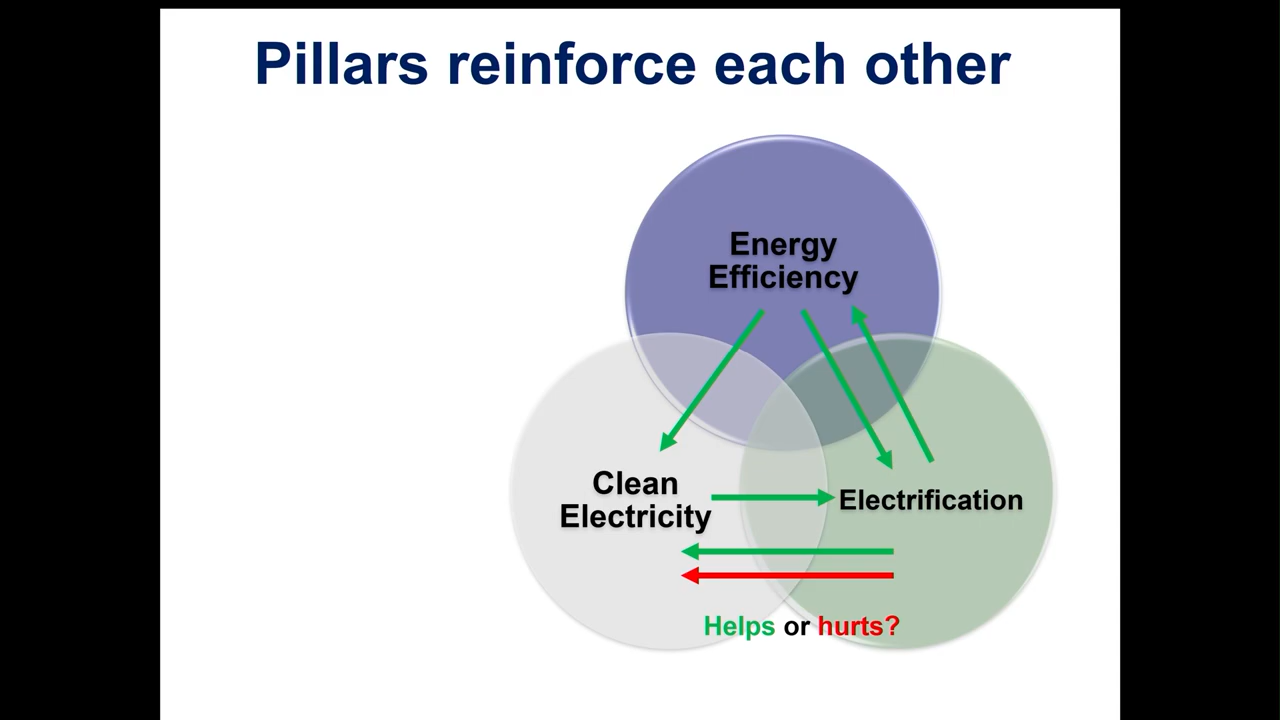 Pillars reinforce each other
Energy
Efficiency
Clean
Electricity
Electrification
Helps or hurts?